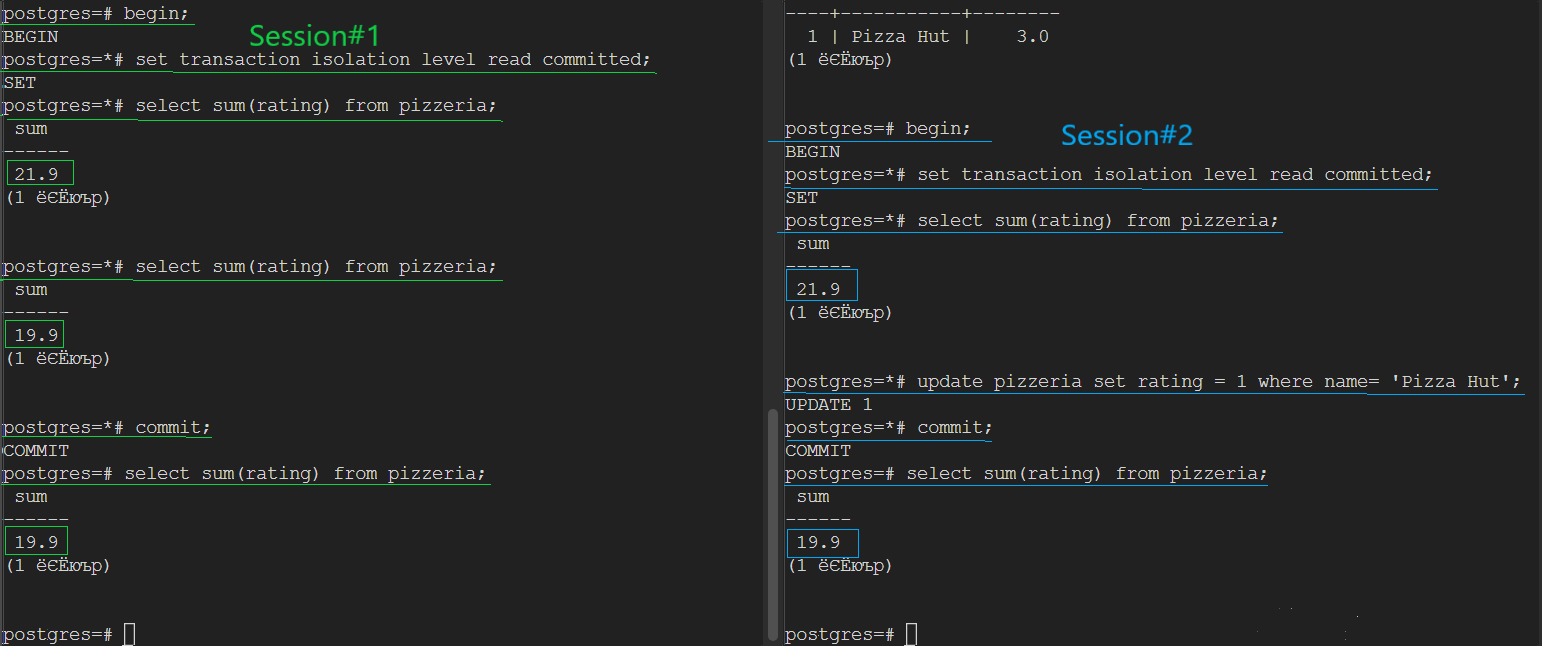 postgres=# begin;
BEGIN
Session#1
postgres=*# set transaction isolation level read committed;
SET
postgres=*# select sum(rating) from pizzeria;
 sum
------
 21.9
(1 ёЄЁюър)
postgres=*# select sum(rating) from pizzeria;
 sum
------
 19.9
(1 ёЄЁюър)
postgres=*# commit;
COMMIT
postgres=# select sum(rating) from pizzeria;
 sum
------
 19.9
(1 ёЄЁюър)
postgres=#
----+-----------+--------
  1 | Pizza Hut |    3.0
(1 ёЄЁюър)
postgres=# begin;
Session#2
BEGIN
postgres=*# set transaction isolation level read committed;
SET
postgres=*# select sum(rating) from pizzeria;
 sum
------
 21.9
(1 ёЄЁюър)
postgres=*# update pizzeria set rating = 1 where name= 'Pizza Hut';
UPDATE 1
postgres=*# commit;
COMMIT
postgres=# select sum(rating) from pizzeria;
 sum
------
 19.9
(1 ёЄЁюър)
postgres=#